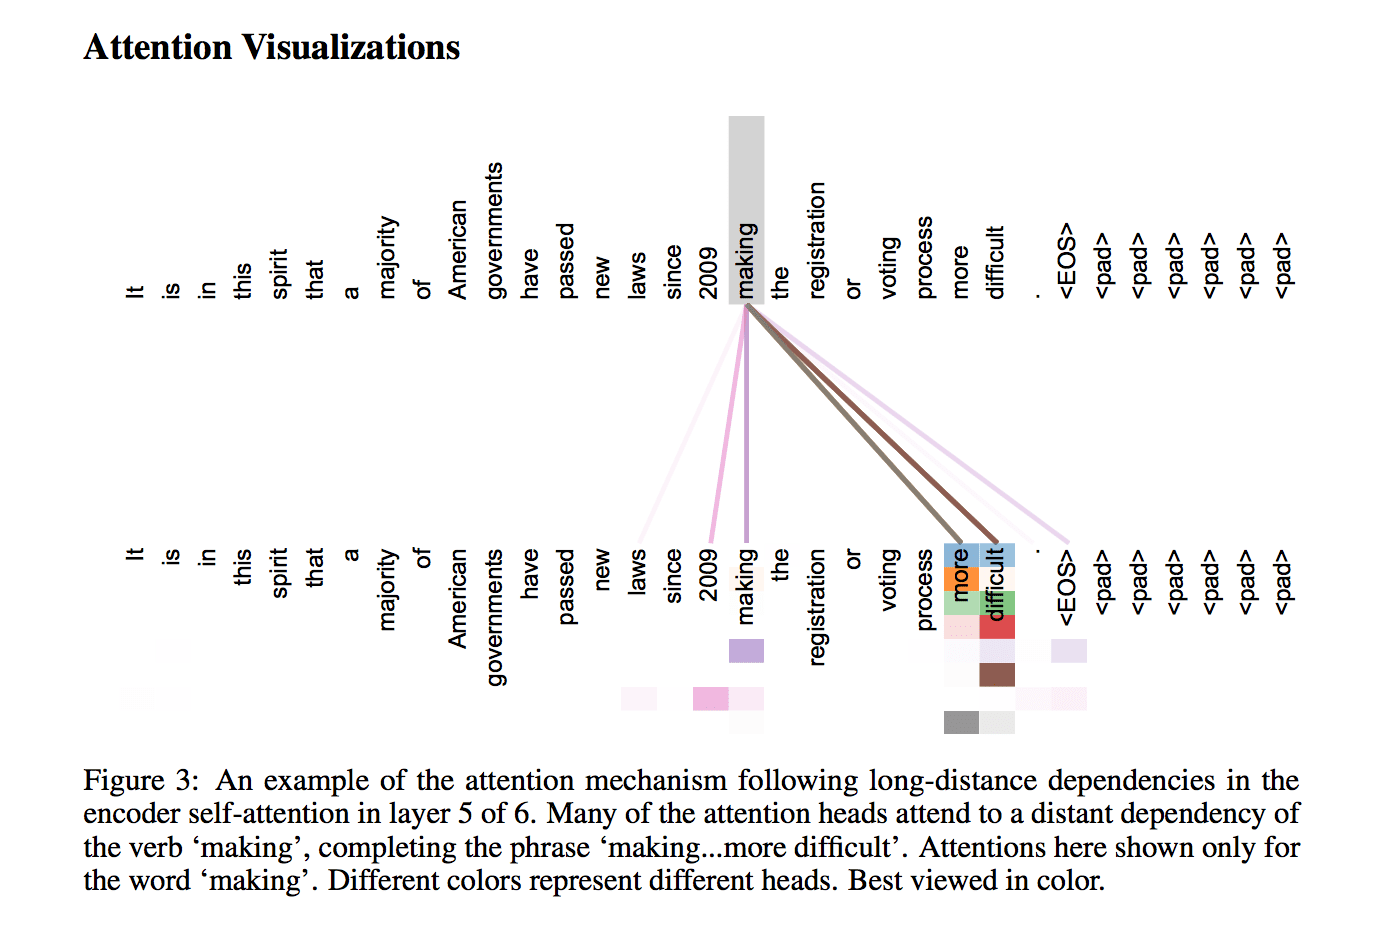 Attention Visualizations
It is in this spirit that a majority of American governments have passed new laws since 2009 making the registration or voting process more difficult . <EOS> <pad> <pad> <pad> <pad> <pad> <pad>
It is in this spirit that a majority of American governments have passed new laws since 2009 making the registration or voting process more difficult . <EOS> <pad> <pad> <pad> <pad> <pad> <pad>
Figure 3: An example of the attention mechanism following long-distance dependencies in the
encoder self-attention in layer 5 of 6. Many of the attention heads attend to a distant dependency of
the verb ‘making’, completing the phrase ‘making...more difficult’. Attentions here shown only for
the word ‘making’. Different colors represent different heads. Best viewed in color.